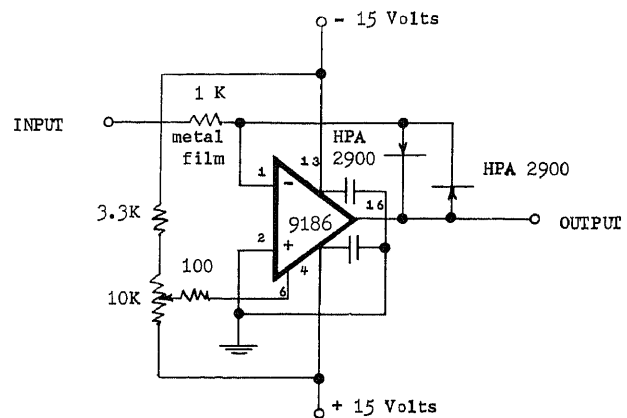 - 15 Volts
1 K
INPUT
metal
film
HPA
2900
13
HPA 2900
1
-
16
3.3K
9186
OUTPUT
2
+
100
4
10K
6
+ 15 Volts